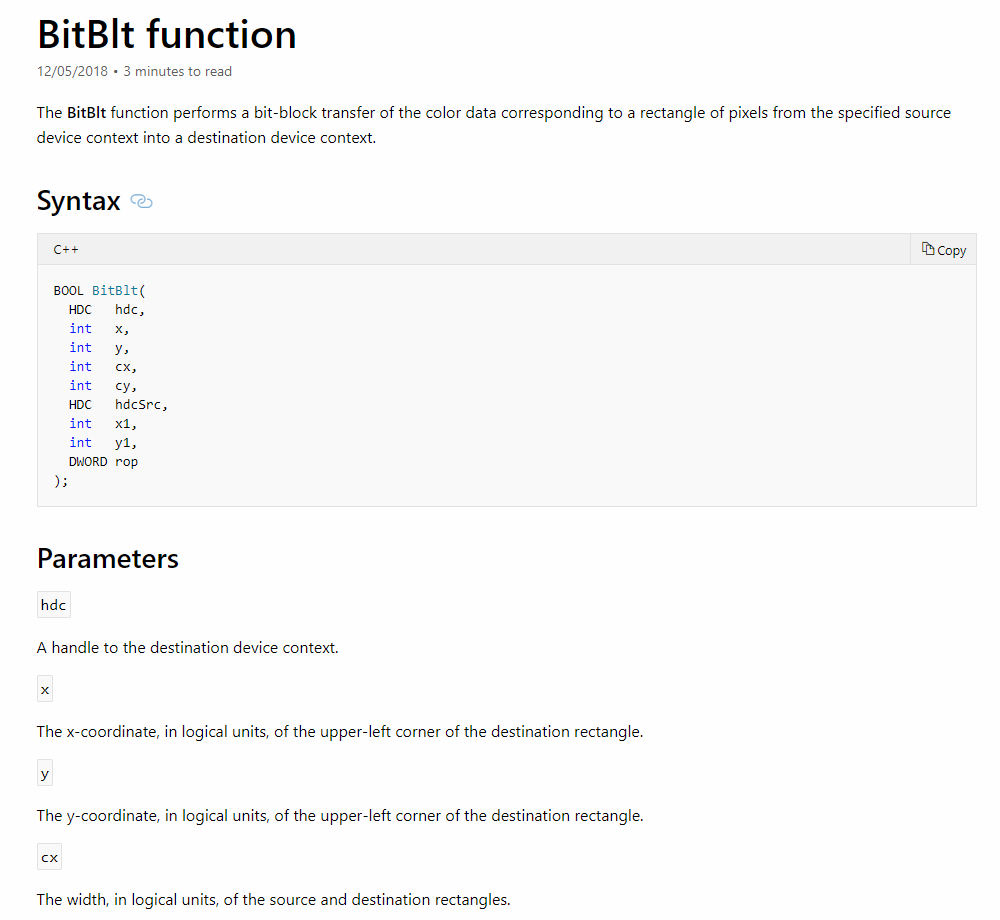 BitBlt function
12/05/2018 • 3 minutes to read
The BitBlt function performs a bit-block transfer of the color data corresponding to a rectangle of pixels from the specified source
device context into a destination device context.
Syntax
C++ Copy
BOOL BitBlt(
  HDC   hdc,
  int   x,
  int   y,
  int   cx,
  int   cy,
  HDC   hdcSrc,
  int   x1,
  int   y1,
  DWORD rop
);
Parameters
hdc
A handle to the destination device context.
x
The x-coordinate, in logical units, of the upper-left corner of the destination rectangle.
y
The y-coordinate, in logical units, of the upper-left corner of the destination rectangle.
cx
The width, in logical units, of the source and destination rectangles.